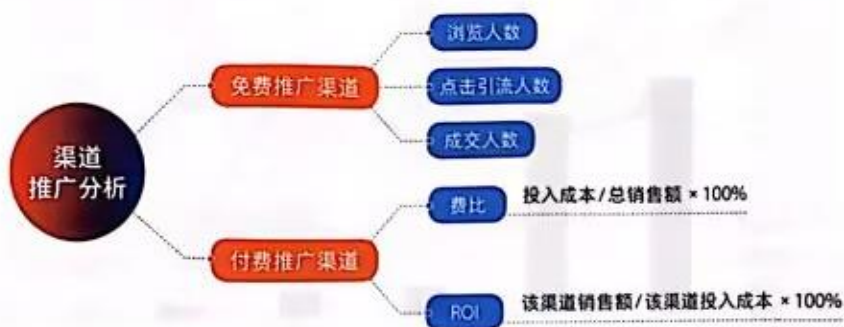 渠道
推广分析
免费推广渠道
浏览人数
点击引流人数
成交人数
付费推广渠道
费比
投入成本/总销售额×100%
ROI
该渠道销售额/该渠道投入成本×100%